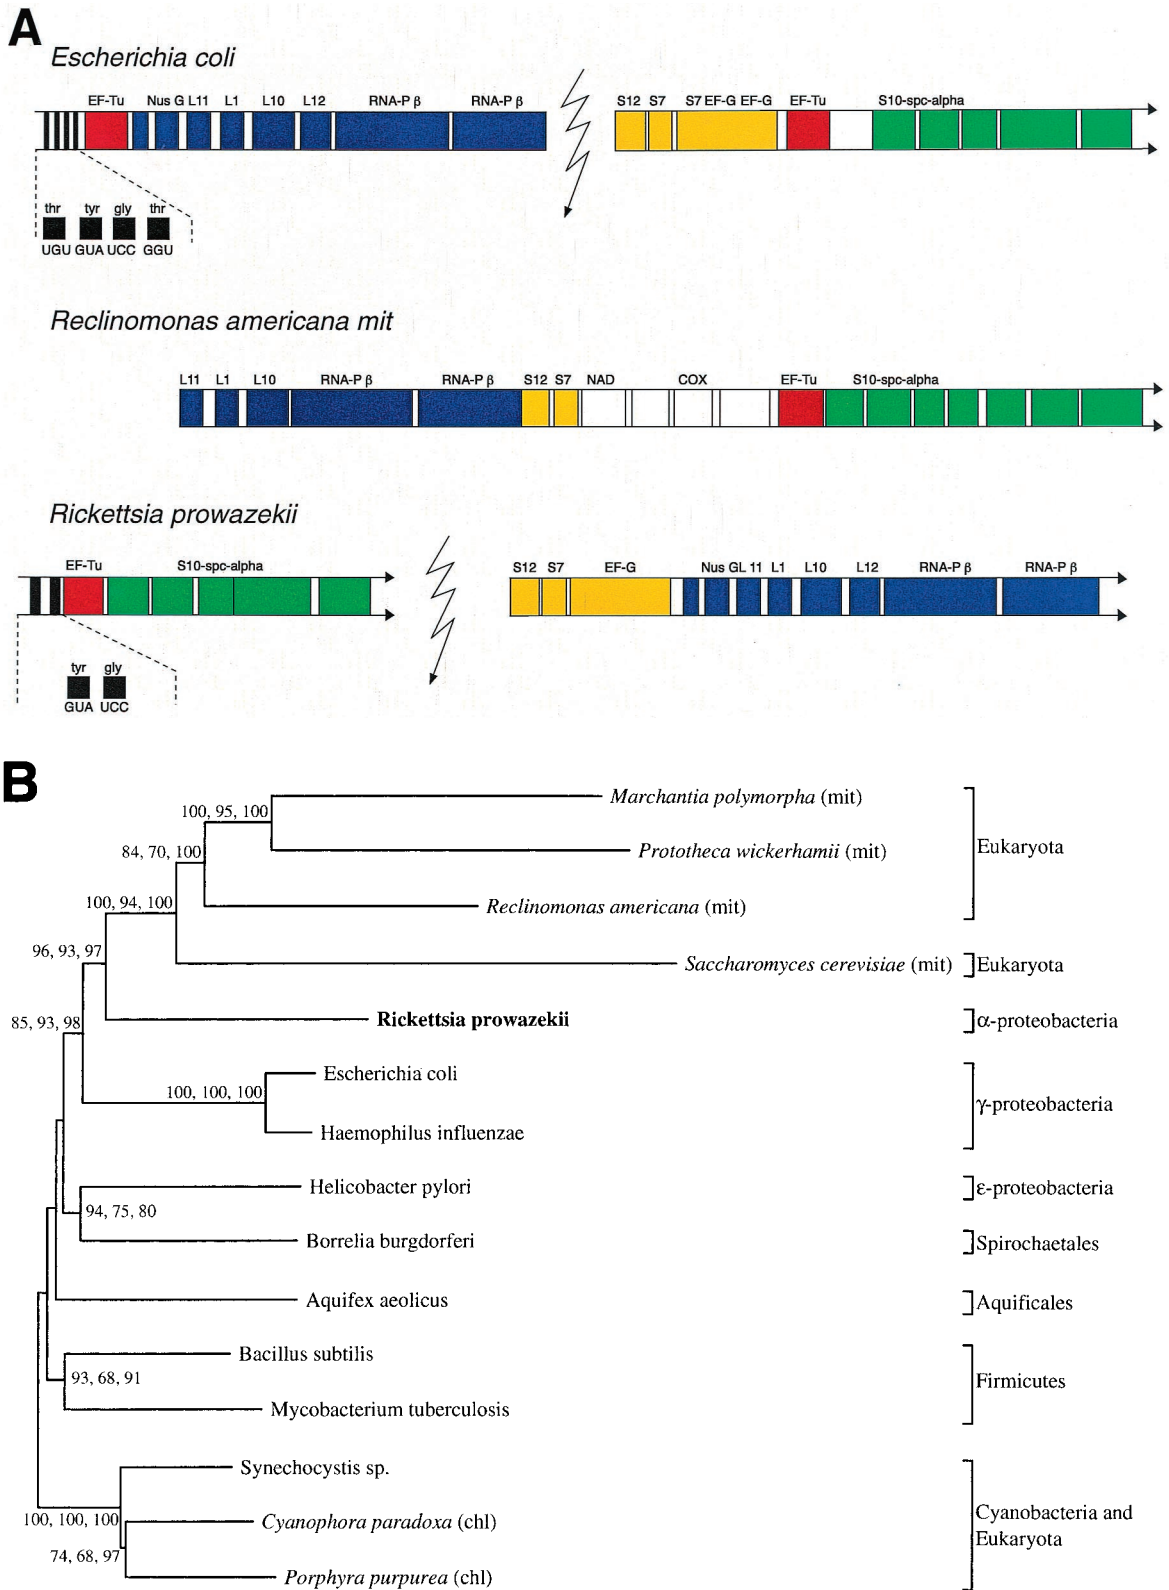 A
Escherichia coli
EF-Tu Nus G L11 L1 L10 L12 RNA-P β RNA-P β S12 S7 S7 EF-G EF-G EF-Tu S10-spc-alpha
thr tyr gly thr
UGU GUA UCC GGU
Reclinomonas americana mit
L11 L1 L10 RNA-P β RNA-P β S12 S7 NAD COX EF-Tu S10-spc-alpha
Rickettsia prowazekii
EF-Tu S10-spc-alpha S12 S7 EF-G Nus GL 11 L1 L10 L12 RNA-P β RNA-P β
tyr gly
GUA UCC
B
100, 95, 100 Marchantia polymorpha (mit)
84, 70, 100 Prototheca wickerhamii (mit) Eukaryota
100, 94, 100 Reclinomonas americana (mit)
96, 93, 97 Saccharomyces cerevisiae (mit) Eukaryota
85, 93, 98 Rickettsia prowazekii α-proteobacteria
Escherichia coli
100, 100, 100 γ-proteobacteria
Haemophilus influenzae
Helicobacter pylori ε-proteobacteria
94, 75, 80
Borrelia burgdorferi Spirochaetales
Aquifex aeolicus Aquificales
Bacillus subtilis
93, 68, 91 Firmicutes
Mycobacterium tuberculosis
Synechocystis sp.
100, 100, 100 Cyanophora paradoxa (chl) Cyanobacteria and
Eukaryota
74, 68, 97
Porphyra purpurea (chl)